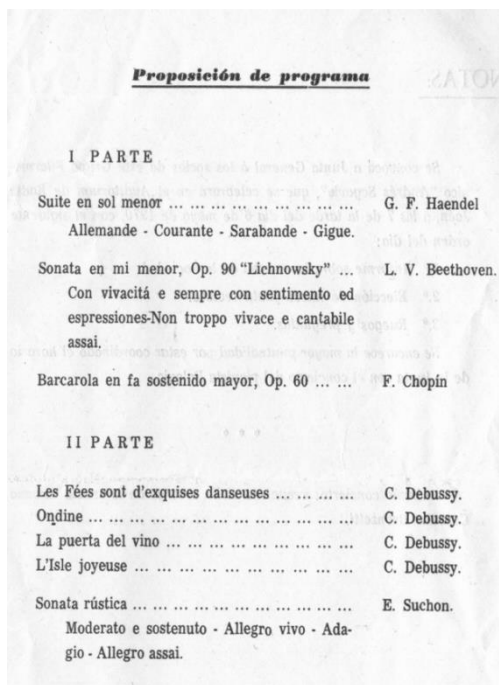 Proposición de programa
I PARTE
Suite en sol menor ... ... ... ... ... ... ... ... G. F. Haendel
Allemande - Courante - Sarabande - Gigue.
Sonata en mi menor, Op. 90 "Lichnowsky" ... L. V. Beethoven.
Con vivacitá e sempre con sentimento ed
espressiones-Non troppo vivace e cantabile
assai.
Barcarola en fa sostenido mayor, Op. 60 ... ... F. Chopín
II PARTE
Les Fées sont d'exquises danseuses ... ... ... C. Debussy.
Ondine ... ... ... ... ... ... ... ... ... ... ... C. Debussy.
La puerta del vino ... ... ... ... ... ... ... ... C. Debussy.
L'Isle joyeuse ... ... ... ... ... ... ... ... ... C. Debussy.
Sonata rústica ... ... ... ... ... ... ... ... ... E. Suchon.
Moderato e sostenuto - Allegro vivo - Ada-
gio - Allegro assai.